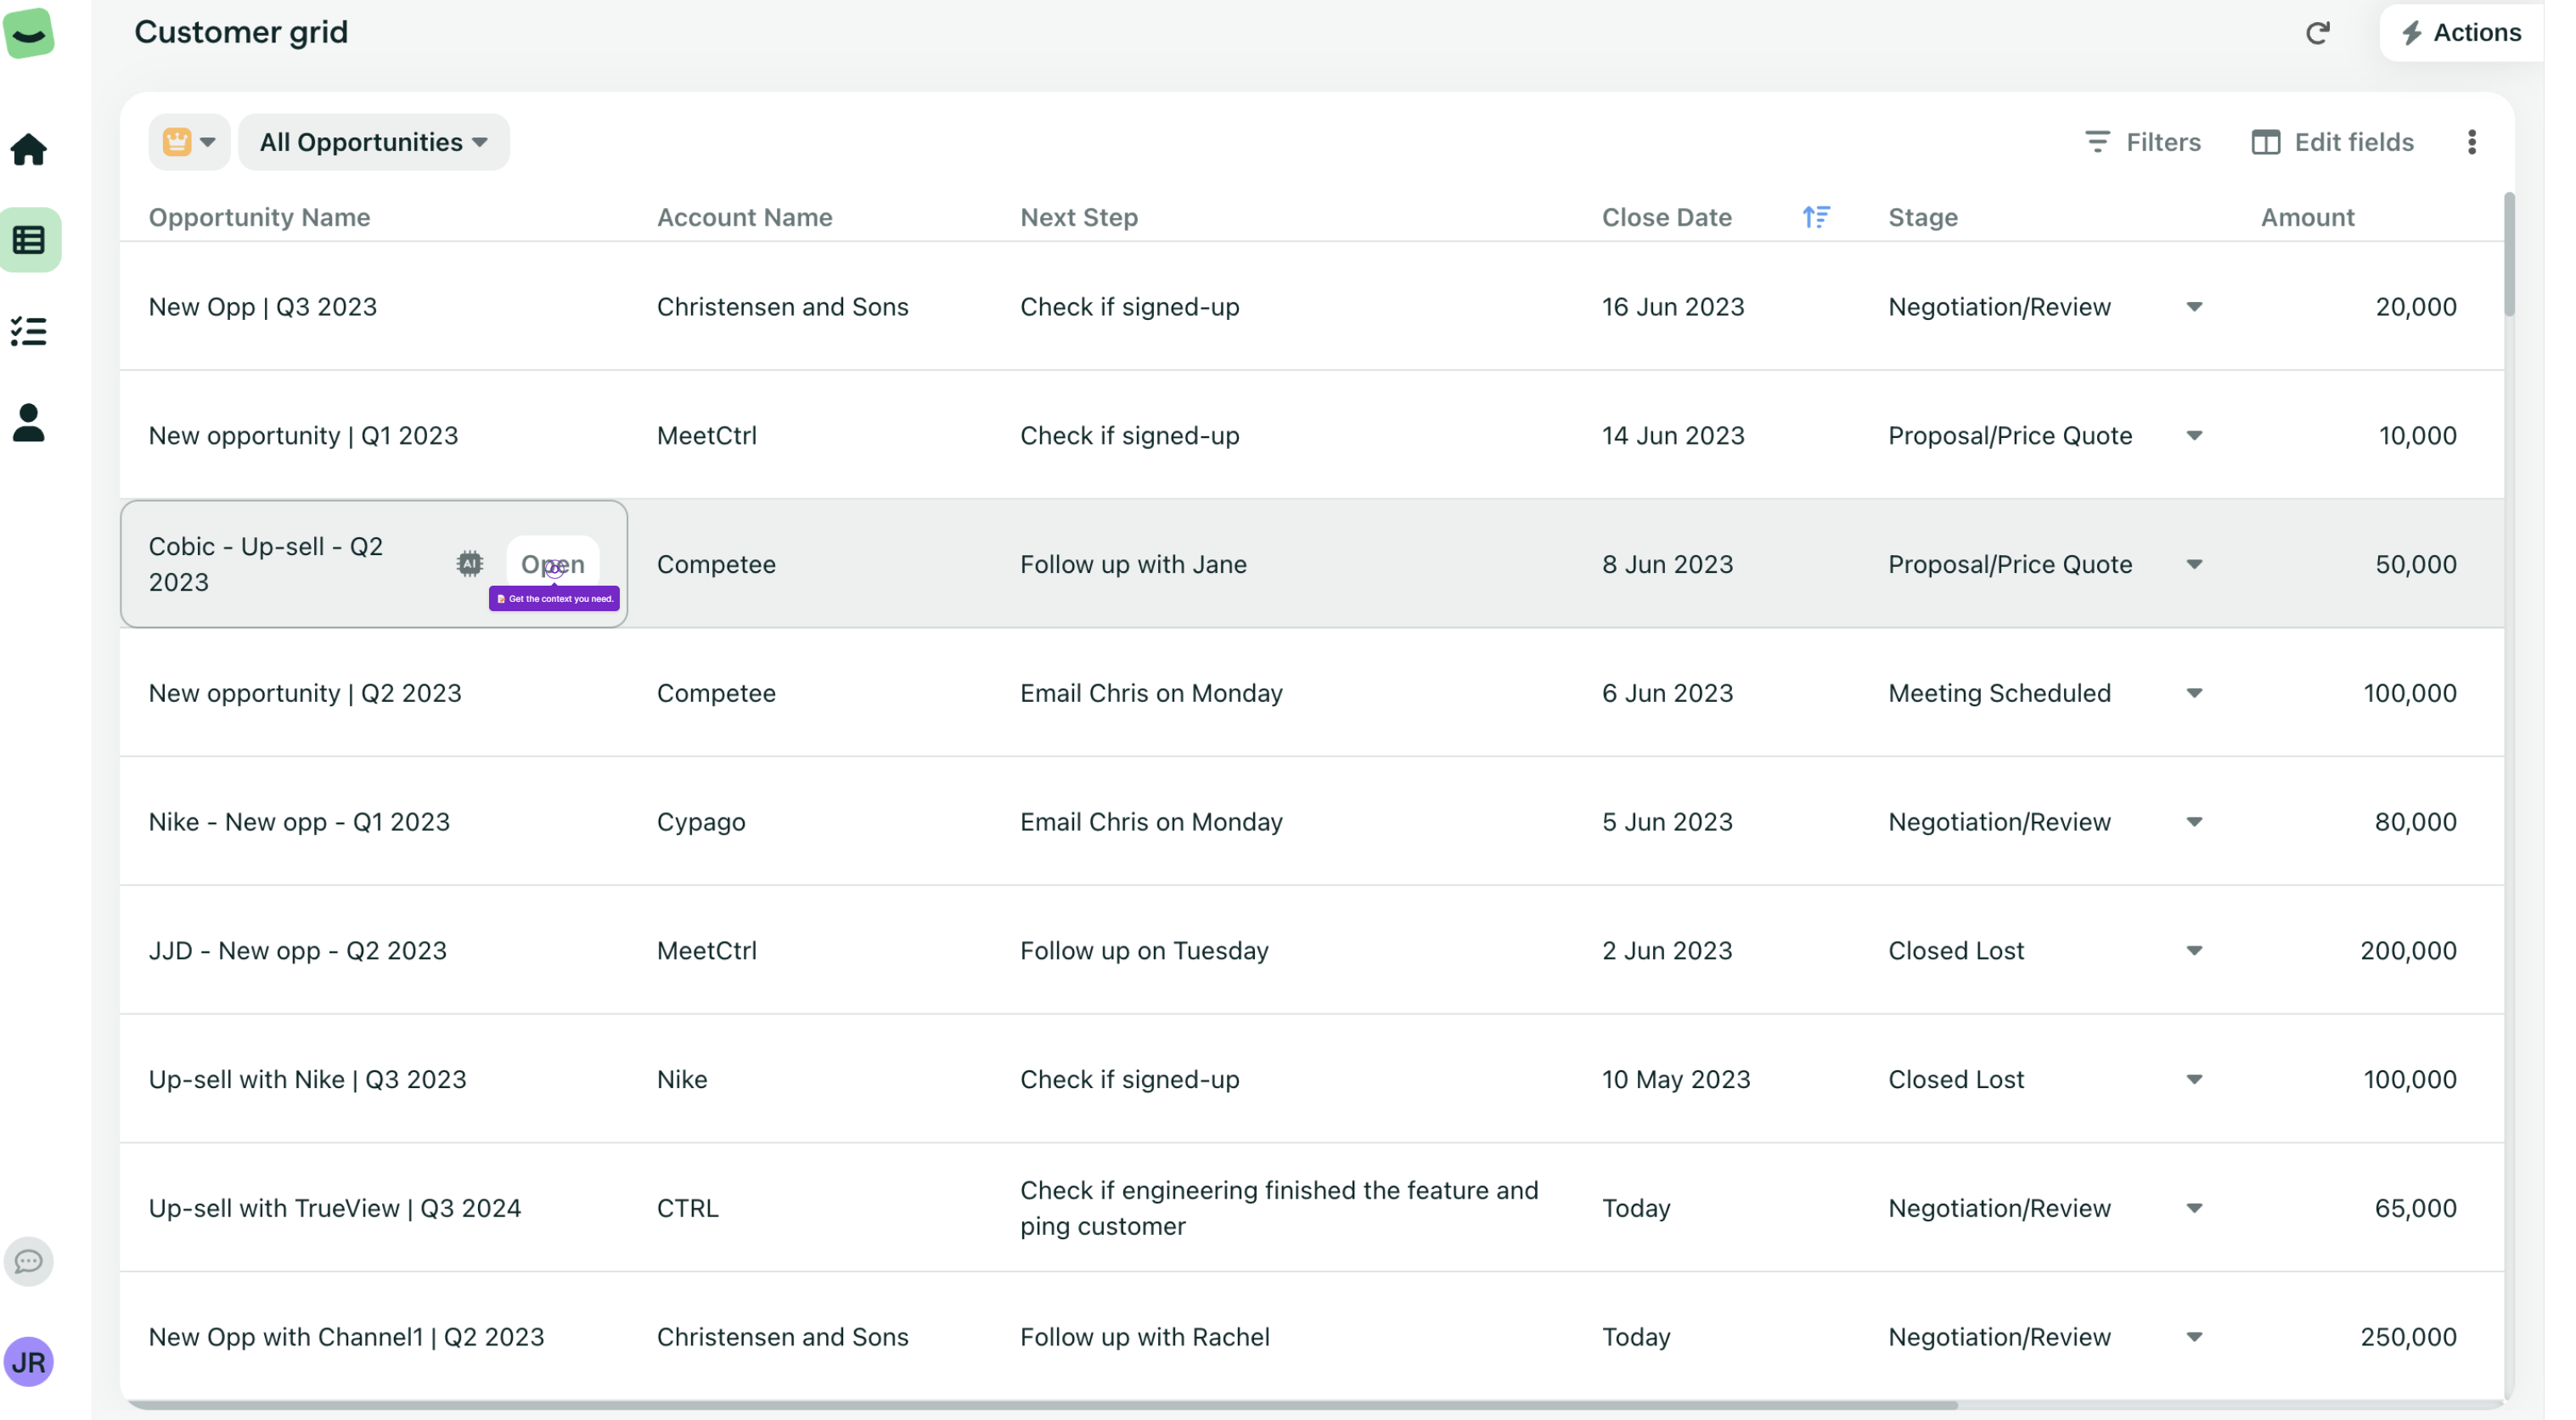 Customer grid
Actions
All Opportunities
Filters
Edit fields
Opportunity Name Account Name Next Step Close Date Stage Amount
New Opp | Q3 2023 Christensen and Sons Check if signed-up 16 Jun 2023 Negotiation/Review 20,000
New opportunity | Q1 2023 MeetCtrl Check if signed-up 14 Jun 2023 Proposal/Price Quote 10,000
Cobic - Up-sell - Q2
2023
AI
Open
Get the context you need.
Competee Follow up with Jane 8 Jun 2023 Proposal/Price Quote 50,000
New opportunity | Q2 2023 Competee Email Chris on Monday 6 Jun 2023 Meeting Scheduled 100,000
Nike - New opp - Q1 2023 Cypago Email Chris on Monday 5 Jun 2023 Negotiation/Review 80,000
JJD - New opp - Q2 2023 MeetCtrl Follow up on Tuesday 2 Jun 2023 Closed Lost 200,000
Up-sell with Nike | Q3 2023 Nike Check if signed-up 10 May 2023 Closed Lost 100,000
Up-sell with TrueView | Q3 2024 CTRL Check if engineering finished the feature and
ping customer
Today Negotiation/Review 65,000
New Opp with Channel1 | Q2 2023 Christensen and Sons Follow up with Rachel Today Negotiation/Review 250,000
JR